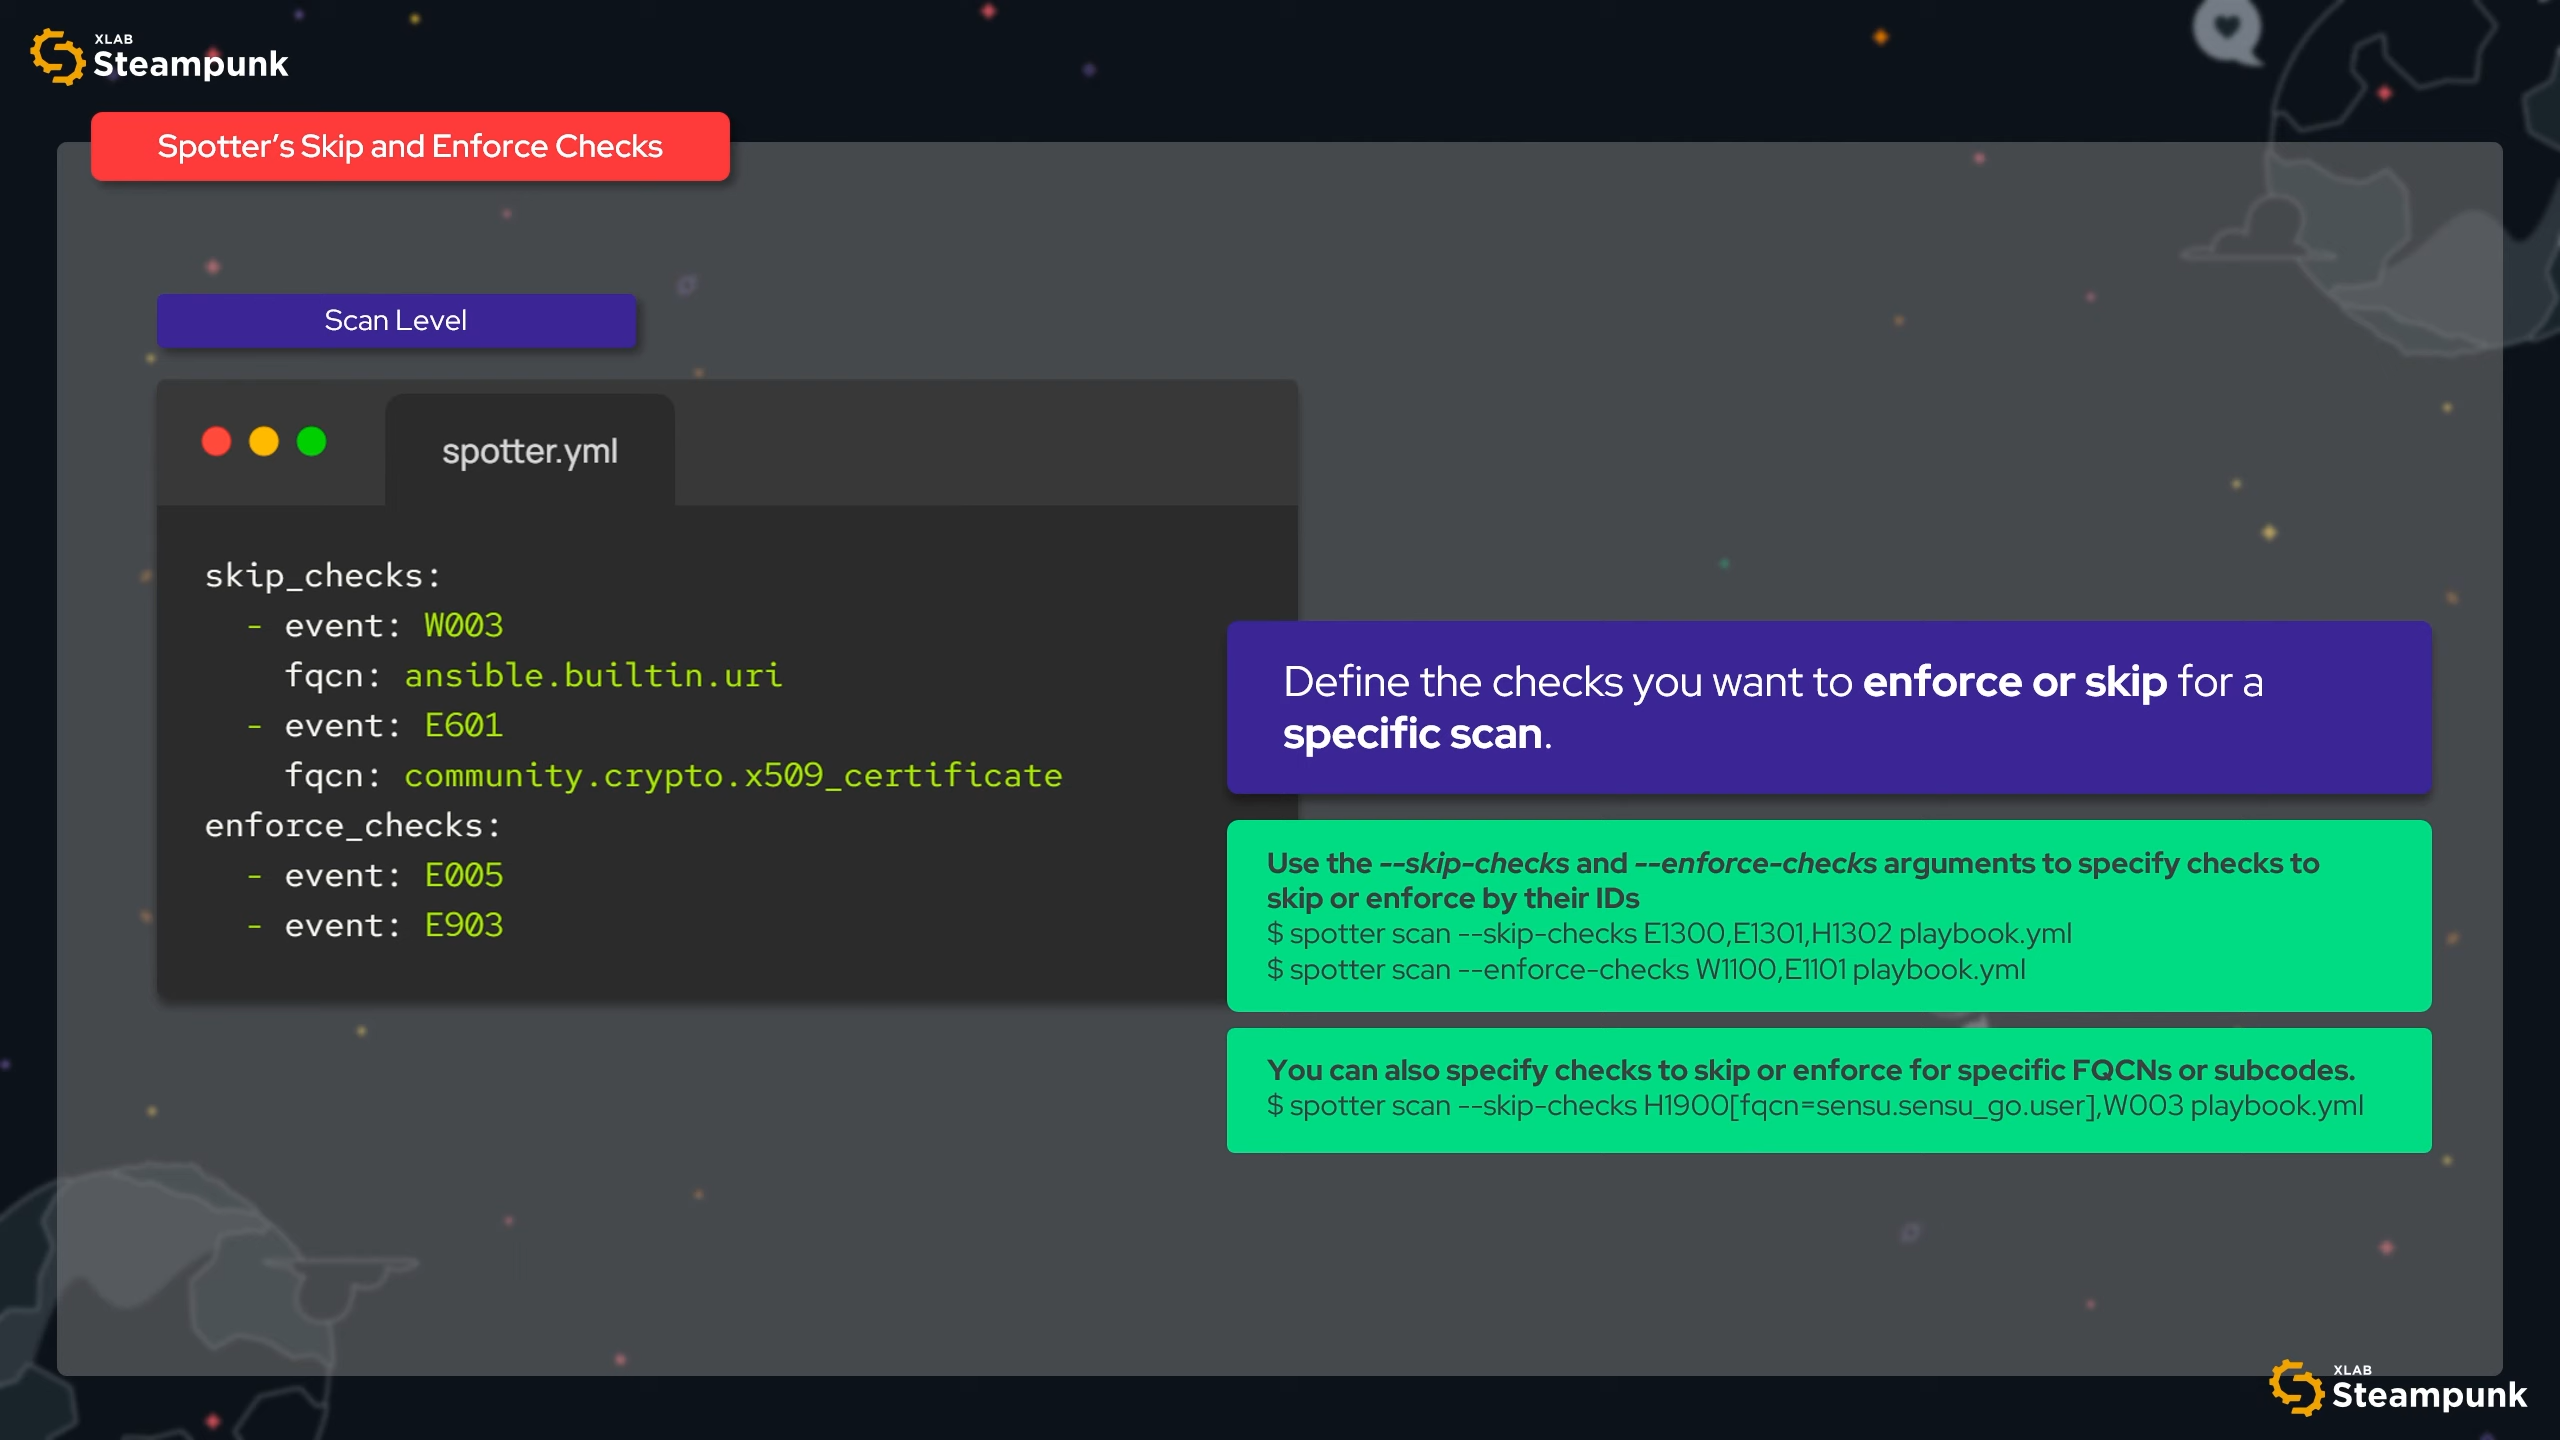 XLAB
Steampunk
Spotter’s Skip and Enforce Checks
Scan Level
spotter.yml
skip_checks:
  - event: W003
    fqcn: ansible.builtin.uri
  - event: E601
    fqcn: community.crypto.x509_certificate
enforce_checks:
  - event: E005
  - event: E903
Define the checks you want to enforce or skip for a
specific scan.
Use the --skip-checks and --enforce-checks arguments to specify checks to
skip or enforce by their IDs
$ spotter scan --skip-checks E1300,E1301,H1302 playbook.yml
$ spotter scan --enforce-checks W1100,E1101 playbook.yml
You can also specify checks to skip or enforce for specific FQCNs or subcodes.
$ spotter scan --skip-checks H1900[fqcn=sensu.sensu_go.user],W003 playbook.yml
XLAB
Steampunk